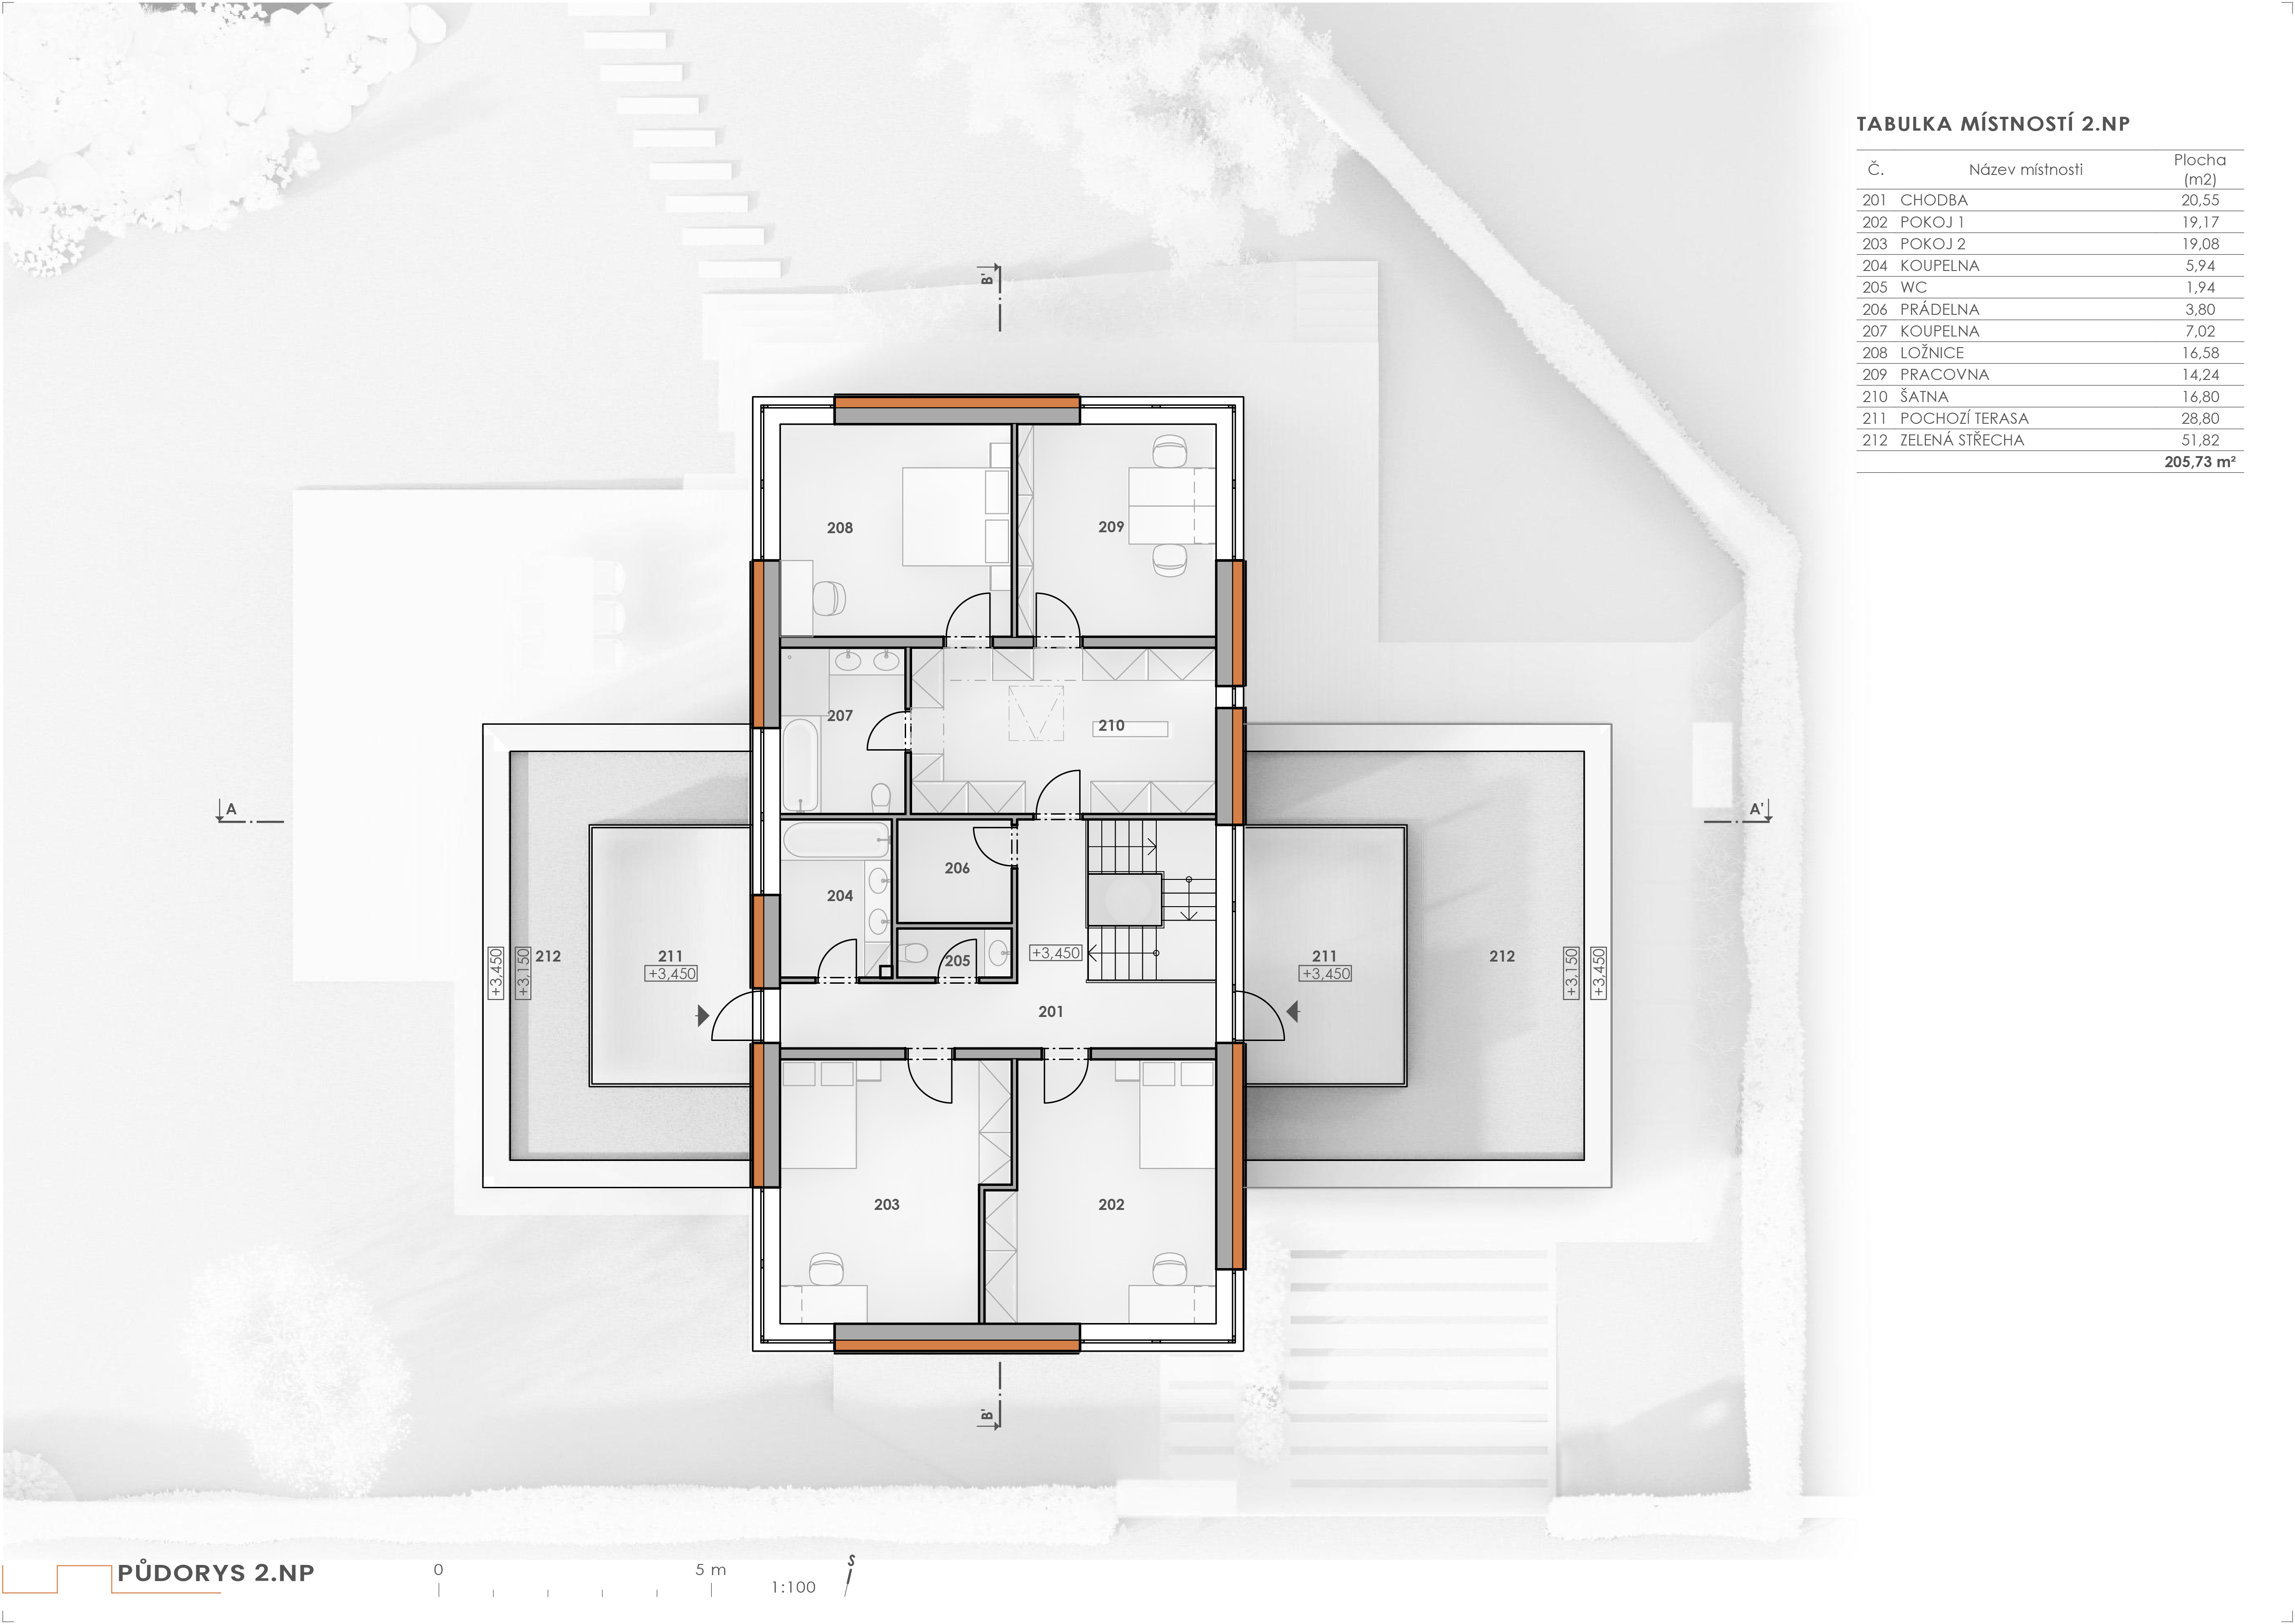 TABULKA MÍSTNOSTÍ 2.NP
Č. Název místnosti Plocha (m2)
201 CHODBA 20,55
202 POKOJ 1 19,17
203 POKOJ 2 19,08
204 KOUPELNA 5,94
205 WC 1,94
206 PRÁDELNA 3,80
207 KOUPELNA 7,02
208 LOŽNICE 16,58
209 PRACOVNA 14,24
210 ŠATNA 16,80
211 POCHOZÍ TERASA 28,80
212 ZELENÁ STŘECHA 51,82
205,73 m²
B'
208
209
207
210
A
A'
206
204
+3,450
+3,150
212
211
+3,450
205
+3,450
211
+3,450
212
+3,150
+3,450
201
203
202
B'
PŮDORYS 2.NP
0
5 m
1:100
S